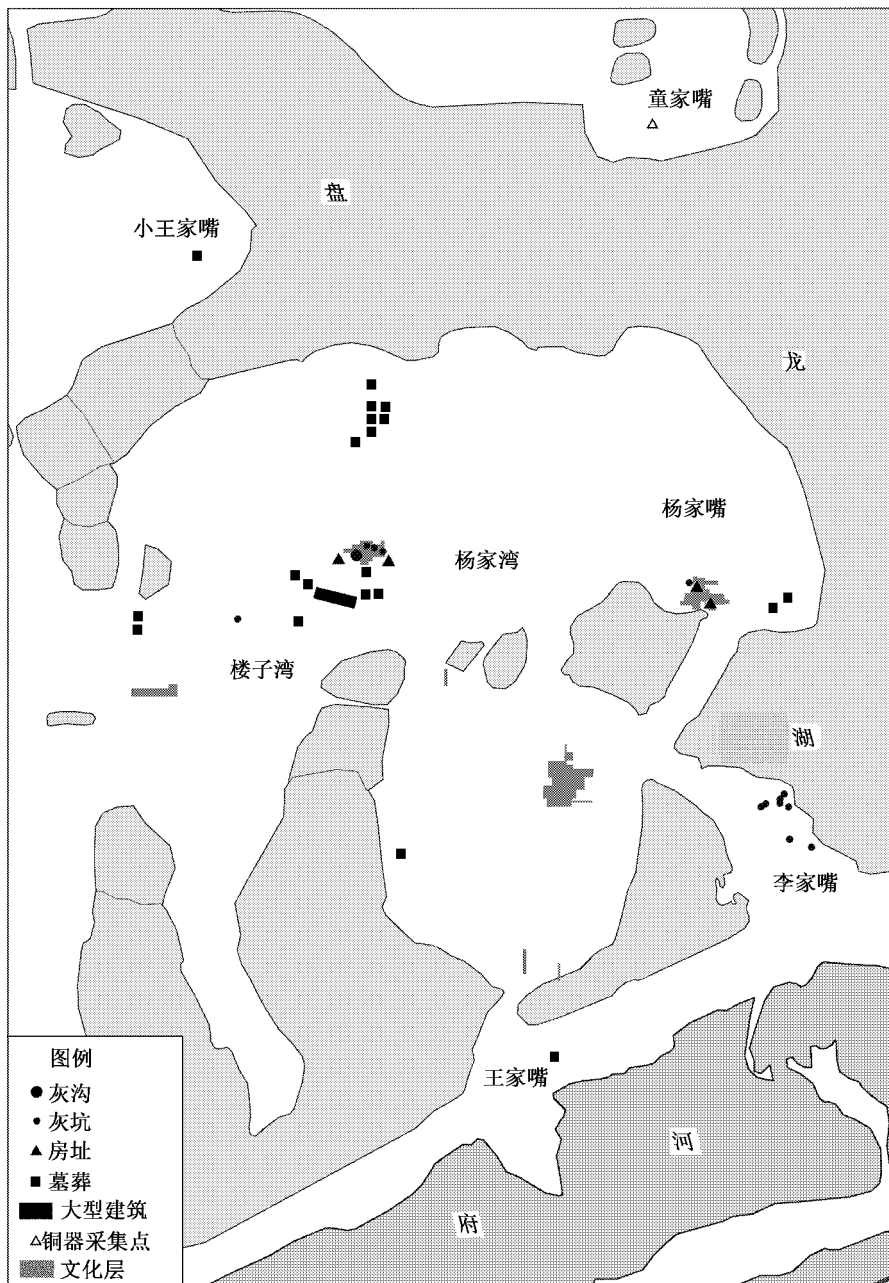 童家嘴
盘
小王家嘴
龙
杨家嘴
杨家湾
楼子湾
湖
李家嘴
王家嘴
河
府
图例
灰沟
灰坑
房址
墓葬
大型建筑
铜器采集点
文化层